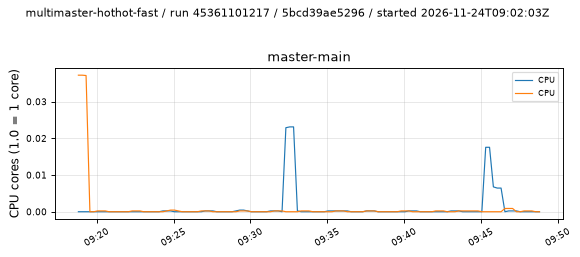 multimaster-hothot-fast / run 45361101217 / 5bcd39ae5296 / started 2026-11-24T09:02:03Z
master-main
CPU cores (1.0 = 1 core)
0.03
0.02
0.01
0.00
CPU
CPU
09:20
09:25
09:30
09:35
09:40
09:45
09:50